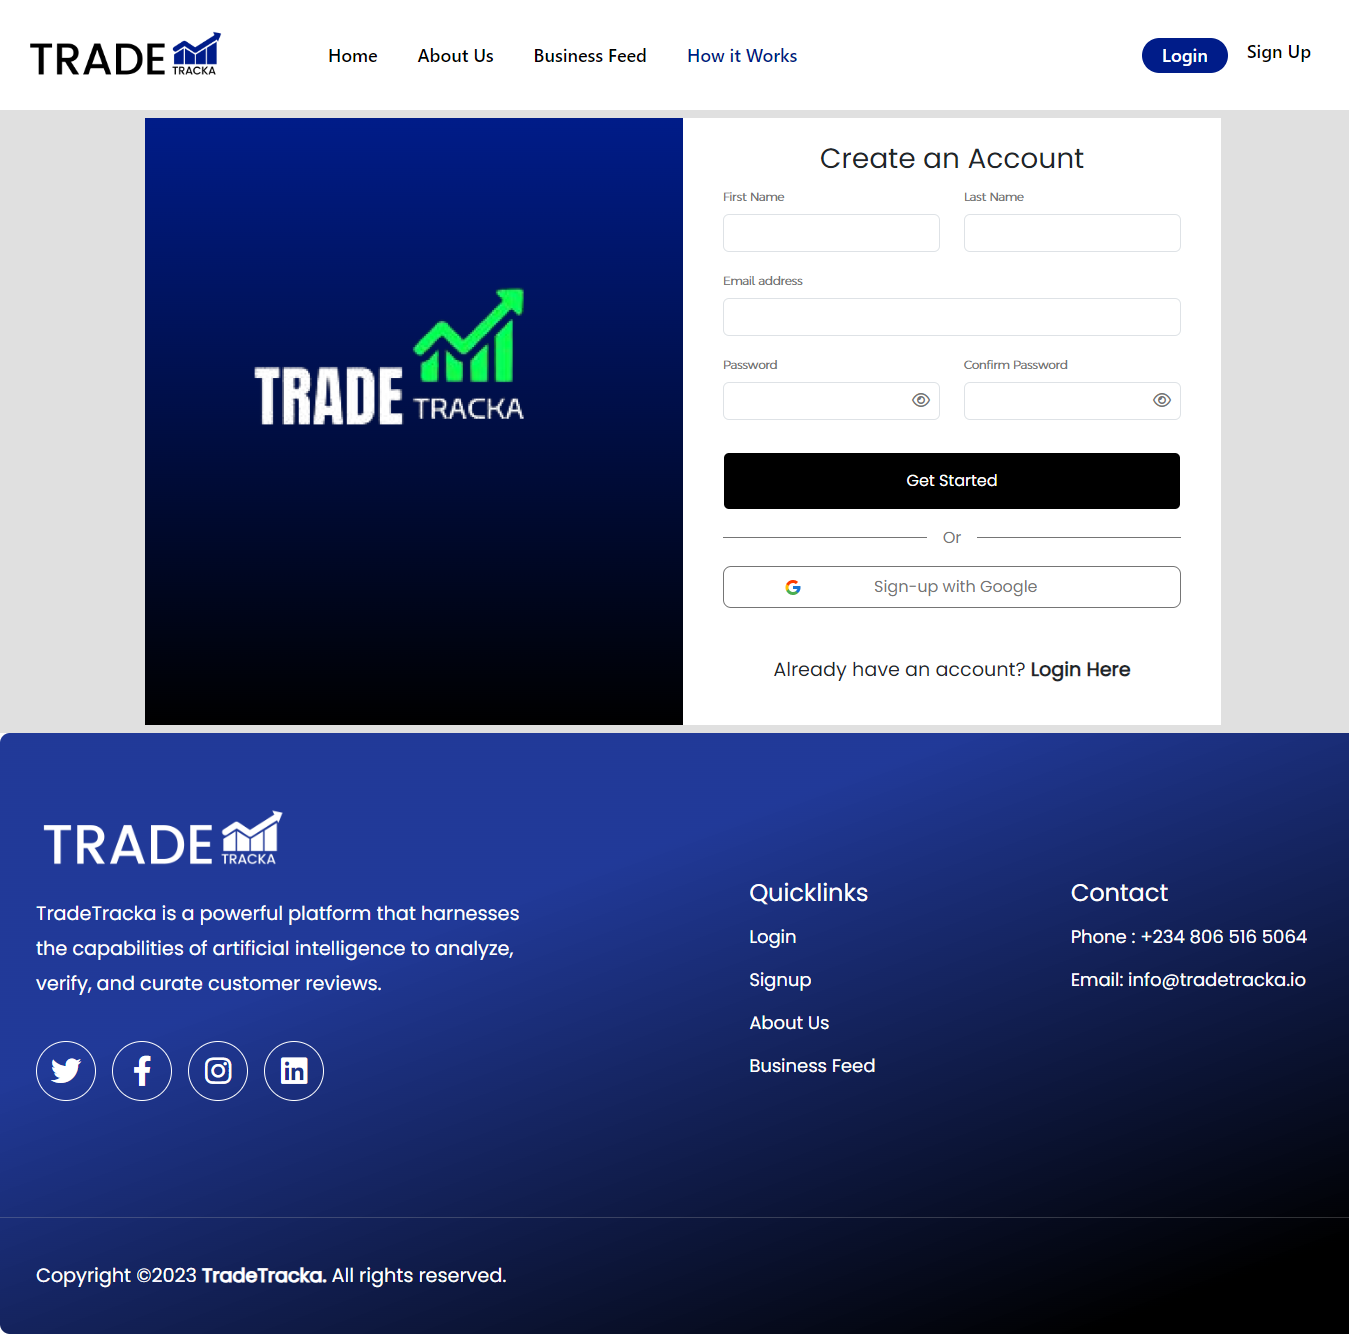 TRADE TRACKA
Home About Us Business Feed How it Works
Login Sign Up
TRADE TRACKA
Create an Account
First Name Last Name
Email address
Password Confirm Password
Get Started
Or
Sign-up with Google
Already have an account? Login Here
TRADE TRACKA
TradeTracka is a powerful platform that harnesses
the capabilities of artificial intelligence to analyze,
verify, and curate customer reviews.
Quicklinks
Login
Signup
About Us
Business Feed
Contact
Phone : +234 806 516 5064
Email: info@tradetracka.io
Copyright ©2023 TradeTracka. All rights reserved.